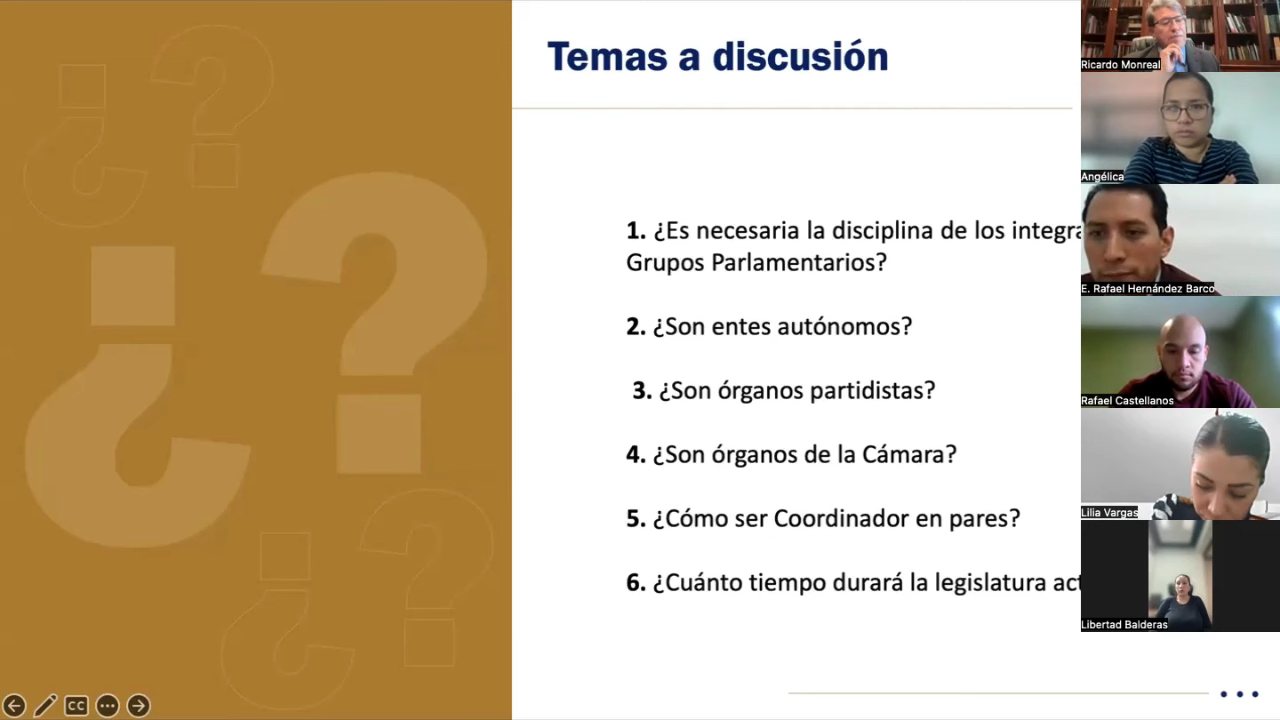 Temas a discusión
1. ¿Es necesaria la disciplina de los
Grupos Parlamentarios?
2. ¿Son entes autónomos?
3. ¿Son órganos partidistas?
4. ¿Son órganos de la Cámara?
5. ¿Cómo ser Coordinador en pares?
6. ¿Cuánto tiempo durará la legislatura
CC
Ricardo Monreal
Angélica
E. Rafael Hernández Barco
Rafael Castellanos
Lilia Vargas
Libertad Balderas